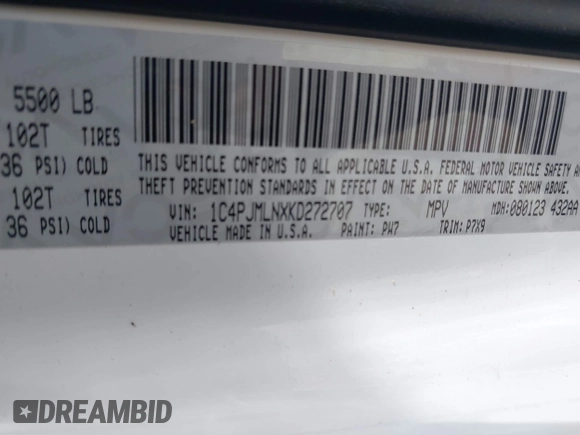 5500 LB
102T TIRES
36 PSI) COLD
102T TIRES
36 PSI) COLD
THIS VEHICLE CONFORMS TO ALL APPLICABLE U.S.A. FEDERAL MOTOR VEHICLE SAFETY
THEFT PREVENTION STANDARDS IN EFFECT ON THE DATE OF MANUFACTURE SHOWN ABOVE.
VIN: 1C4PJMLNXKD272707 TYPE: MPV MDH:080123 432AA
VEHICLE MADE IN U.S.A. PAINT: PW7 TRIM: P7X9
DREAMBID